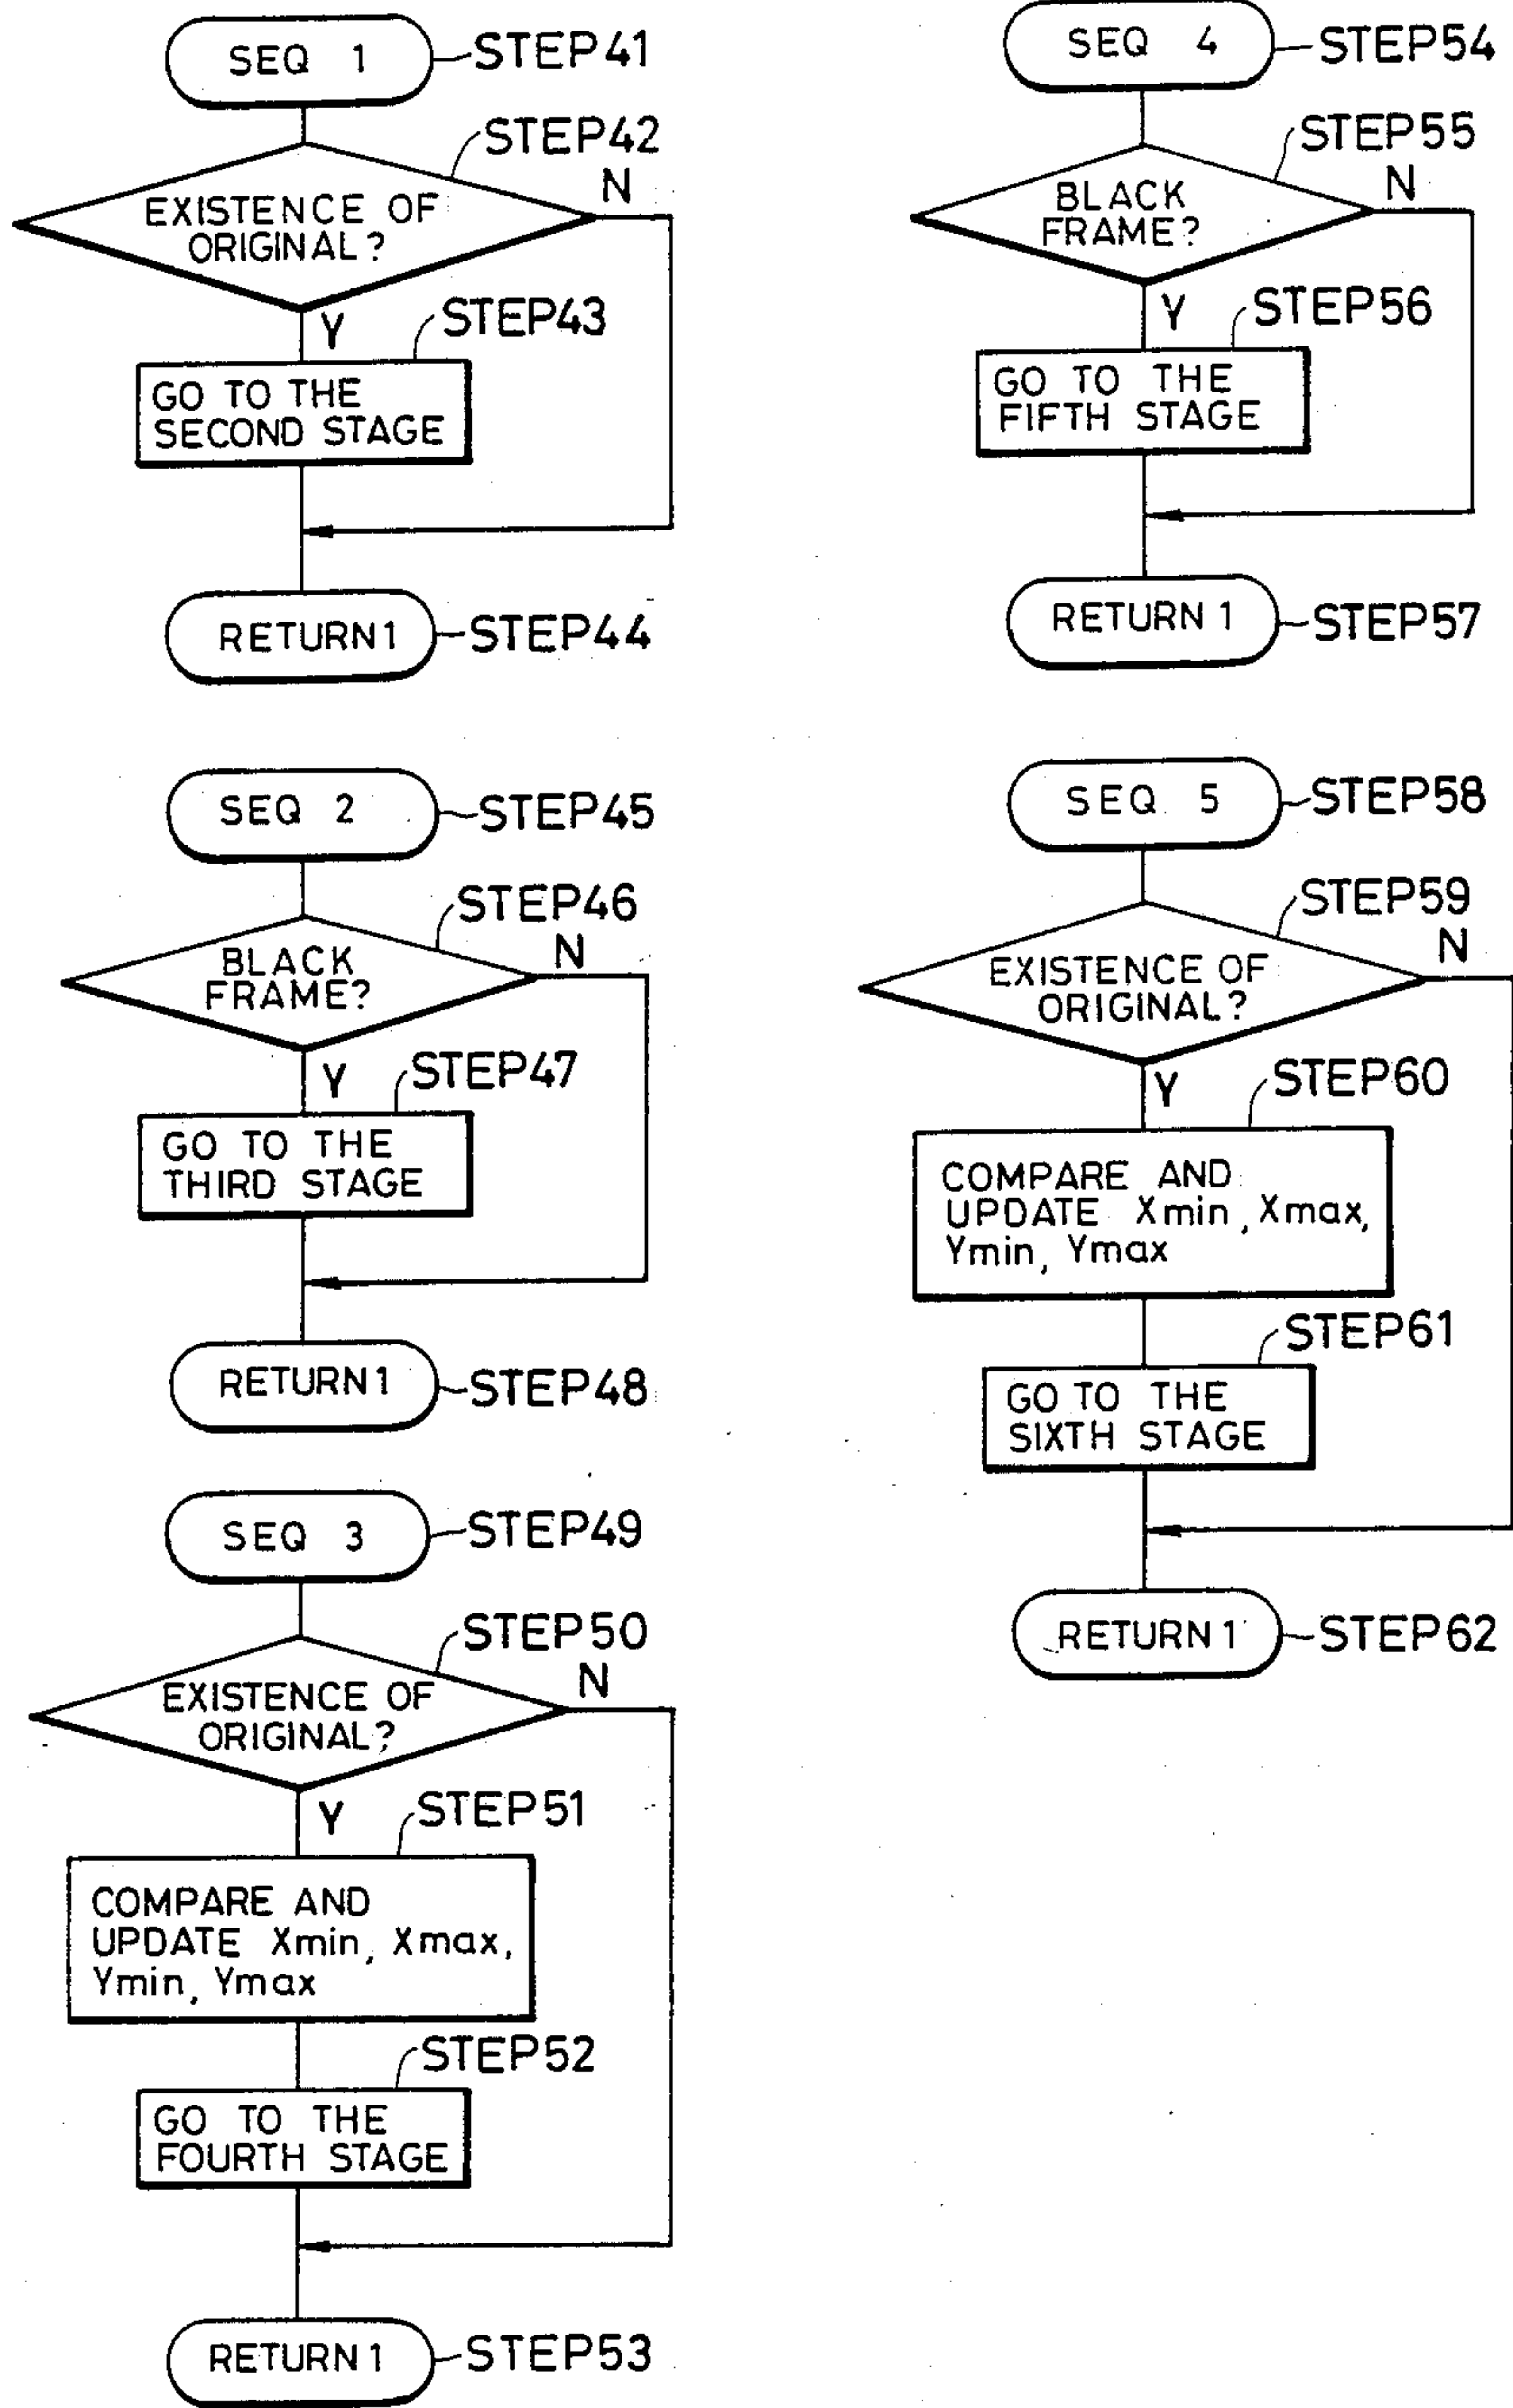 SEQ 1
STEP41
STEP42
EXISTENCE OF
ORIGINAL?
N
Y
STEP43
GO TO THE
SECOND STAGE
RETURN1
STEP44
SEQ 2
STEP45
STEP46
BLACK
FRAME?
N
Y
STEP47
GO TO THE
THIRD STAGE
RETURN1
STEP48
SEQ 3
STEP49
STEP50
EXISTENCE OF
ORIGINAL?
N
Y
STEP51
COMPARE AND
UPDATE Xmin, Xmax,
Ymin, Ymax
STEP52
GO TO THE
FOURTH STAGE
RETURN1
STEP53
SEQ 4
STEP54
STEP55
BLACK
FRAME?
N
Y
STEP56
GO TO THE
FIFTH STAGE
RETURN 1
STEP57
SEQ 5
STEP58
STEP59
EXISTENCE OF
ORIGINAL?
N
Y
STEP60
COMPARE AND
UPDATE Xmin, Xmax,
Ymin, Ymax
STEP61
GO TO THE
SIXTH STAGE
RETURN 1
STEP62